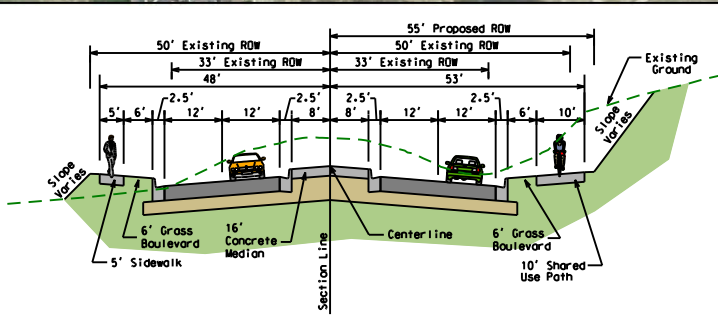 55' Proposed ROW
50' Existing ROW
50' Existing ROW
33' Existing ROW
33' Existing ROW
48'
53'
Existing
Ground
5'
6'
2.5'
12'
12'
2.5'
8'
8'
2.5'
12'
12'
2.5'
6'
10'
Slope
Varies
Slope
Varies
6' Grass
Boulevard
5' Sidewalk
16'
Concrete
Median
Section Line
Centerline
6' Grass
Boulevard
10' Shared
Use Path